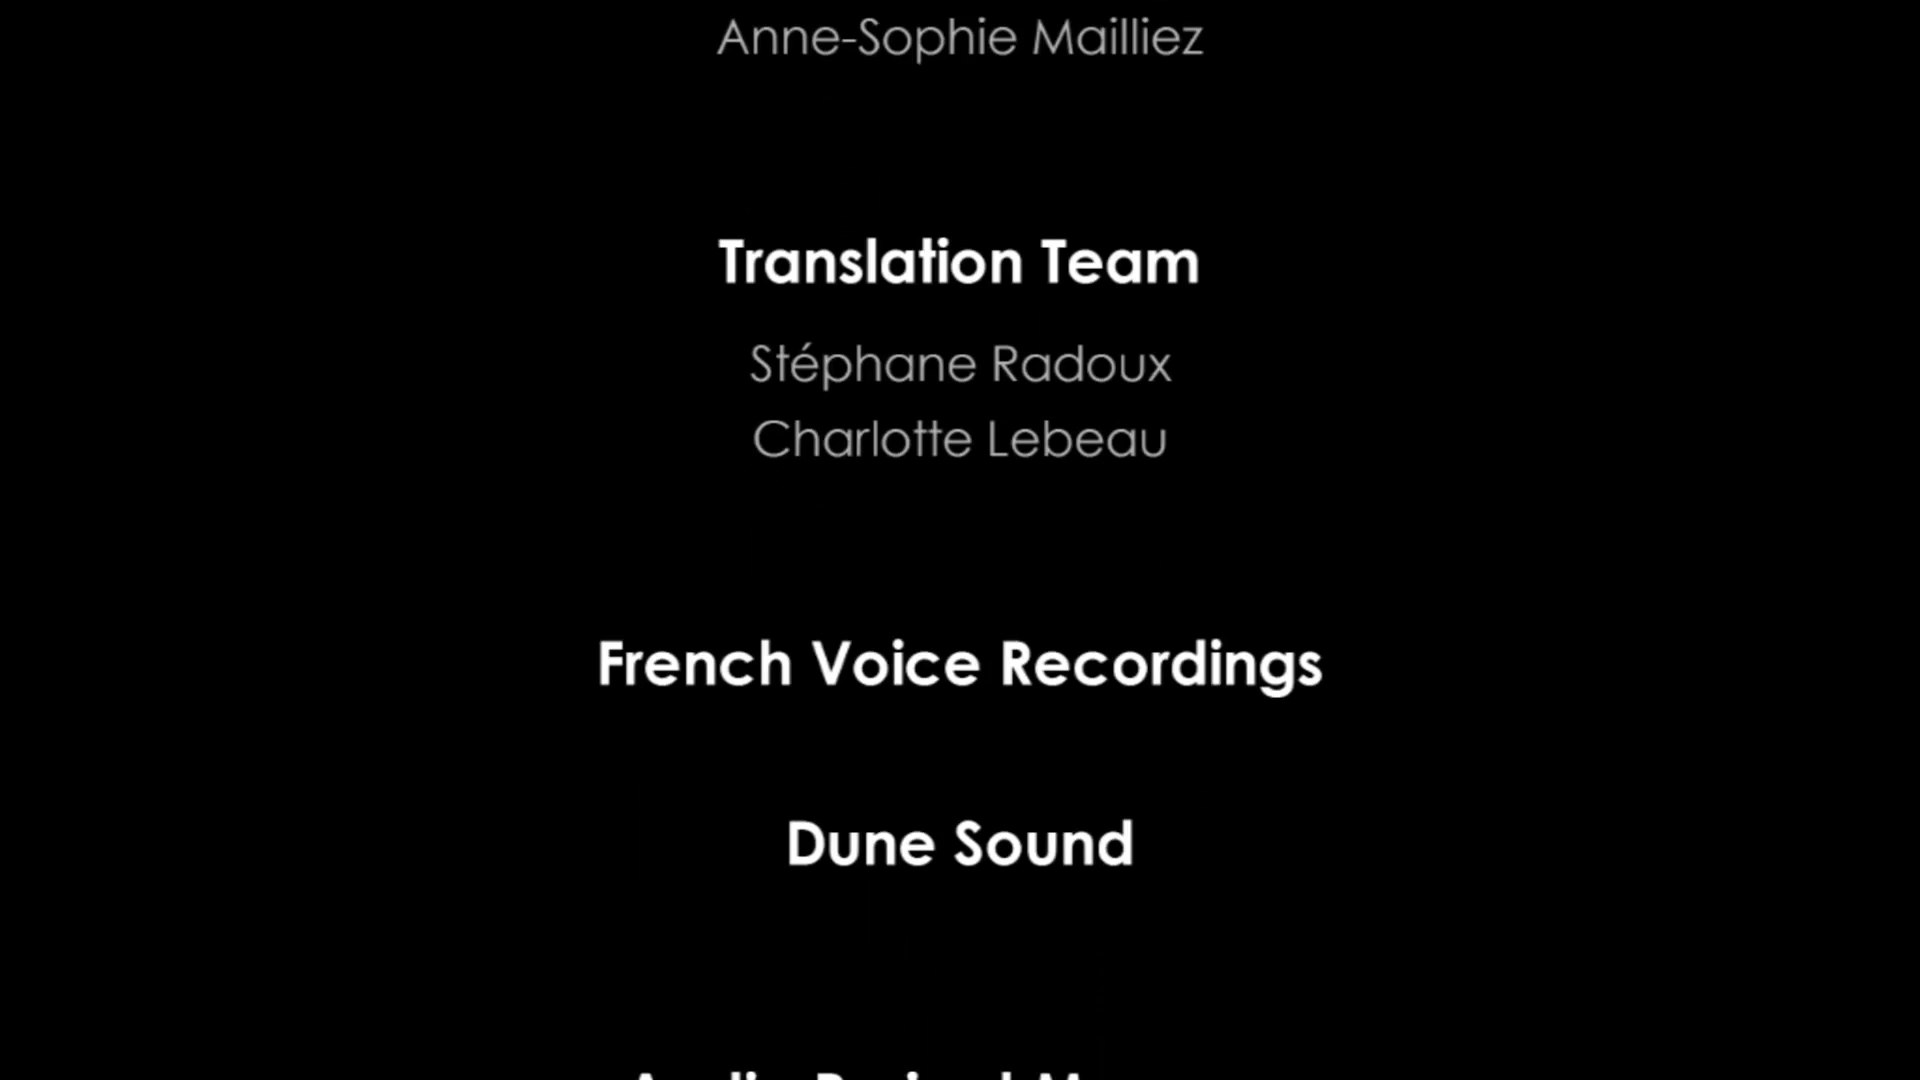 Anne-Sophie Mailliez
Translation Team
Stéphane Radoux
Charlotte Lebeau
French Voice Recordings
Dune Sound